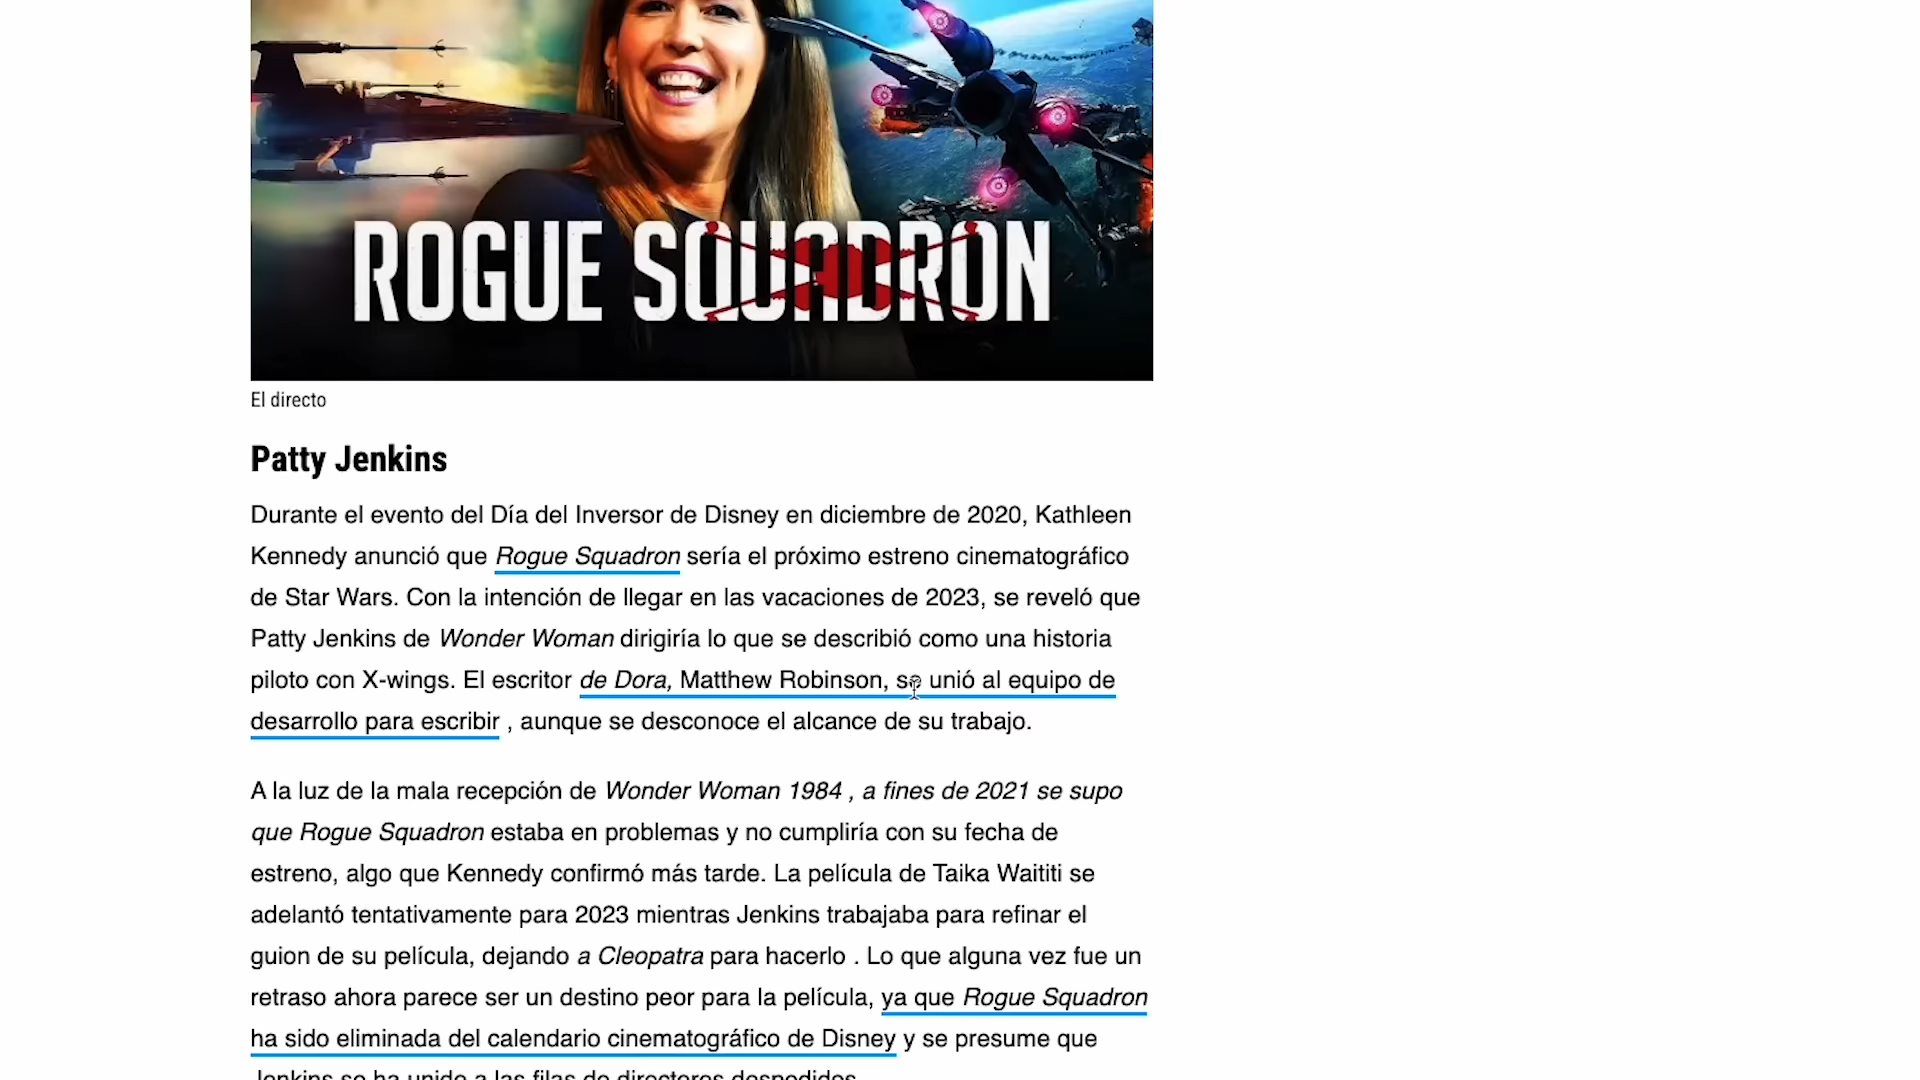 ROGUE SQUADRON
El directo
Patty Jenkins
Durante el evento del Día del Inversor de Disney en diciembre de 2020, Kathleen
Kennedy anunció que Rogue Squadron sería el próximo estreno cinematográfico
de Star Wars. Con la intención de llegar en las vacaciones de 2023, se reveló que
Patty Jenkins de Wonder Woman dirigiría lo que se describió como una historia
piloto con X-wings. El escritor de Dora, Matthew Robinson, se unió al equipo de
desarrollo para escribir , aunque se desconoce el alcance de su trabajo.
A la luz de la mala recepción de Wonder Woman 1984 , a fines de 2021 se supo
que Rogue Squadron estaba en problemas y no cumpliría con su fecha de
estreno, algo que Kennedy confirmó más tarde. La película de Taika Waititi se
adelantó tentativamente para 2023 mientras Jenkins trabajaba para refinar el
guion de su película, dejando a Cleopatra para hacerlo . Lo que alguna vez fue un
retraso ahora parece ser un destino peor para la película, ya que Rogue Squadron
ha sido eliminada del calendario cinematográfico de Disney y se presume que
Jenkins se ha unido a las filas de directores despedidos.